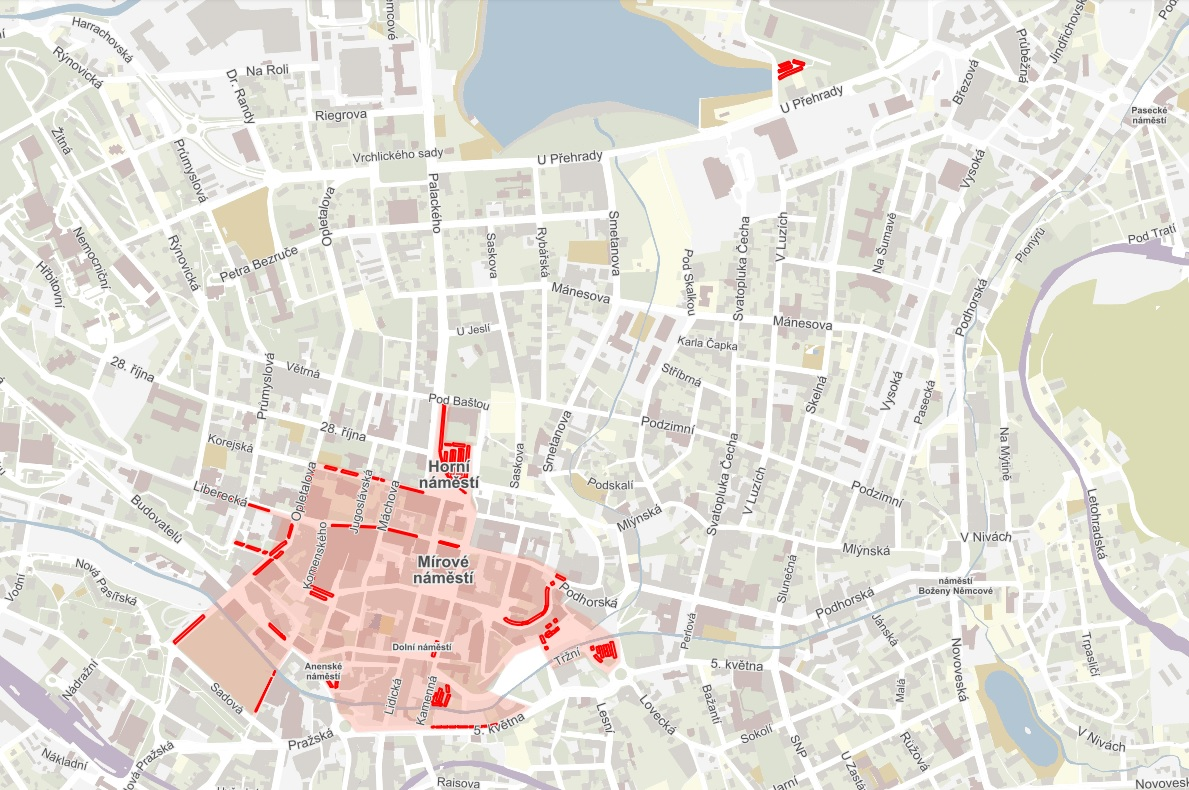 Harrachovská
Rýnovická
Na Roli
Dr. Randy
Riegrova
Vrchlického sady
Palackého
U Přehrady
U Přehrady
Březová
Průběžná
Pasecké
náměstí
Vysoká
Žitná
Průmyslová
Nemocniční
Hřbitovní
Rýnovická
Petra Bezruče
Opletalova
Saskova
Rybářská
Smetanova
Mánesova
Pod Skalkou
Svatopluka Čecha
V Luzích
Na Šumavě
Pionýrů
Pod Tratí
Podhorská
U Jeslí
Mánesova
Karla Čapka
Stříbrná
28. října
Větrná
Průmyslová
Pod Baštou
Skelná
Vysoká
Pasecká
Korejská
28. října
Podzimní
Saskova
Smetanova
Na Mýtině
Horní
náměstí
Svatopluka Čecha
V Luzích
Podskalí
Podzimní
Liberecká
Opletalova
Jugoslávská
Máchova
Budovatelů
Mlýnská
Mlýnská
V Nivách
Letohradská
Komenského
Mírové
náměstí
Nová Pasířská
Vodní
Slunečná
náměstí
Boženy Němcové
Podhorská
Podhorská
Perlová
Jánská
Dolní náměstí
Tržní
Anenské
náměstí
5. května
Trpasličí
Nádražní
Sadová
Lidická
Kamenná
Malá
Novoveská
Bažantí
Lovecká
Lesní
5. května
Pražská
Sokolí
SNP
Růžová
V Nivách
Nákladní
Raisova
Novoveská